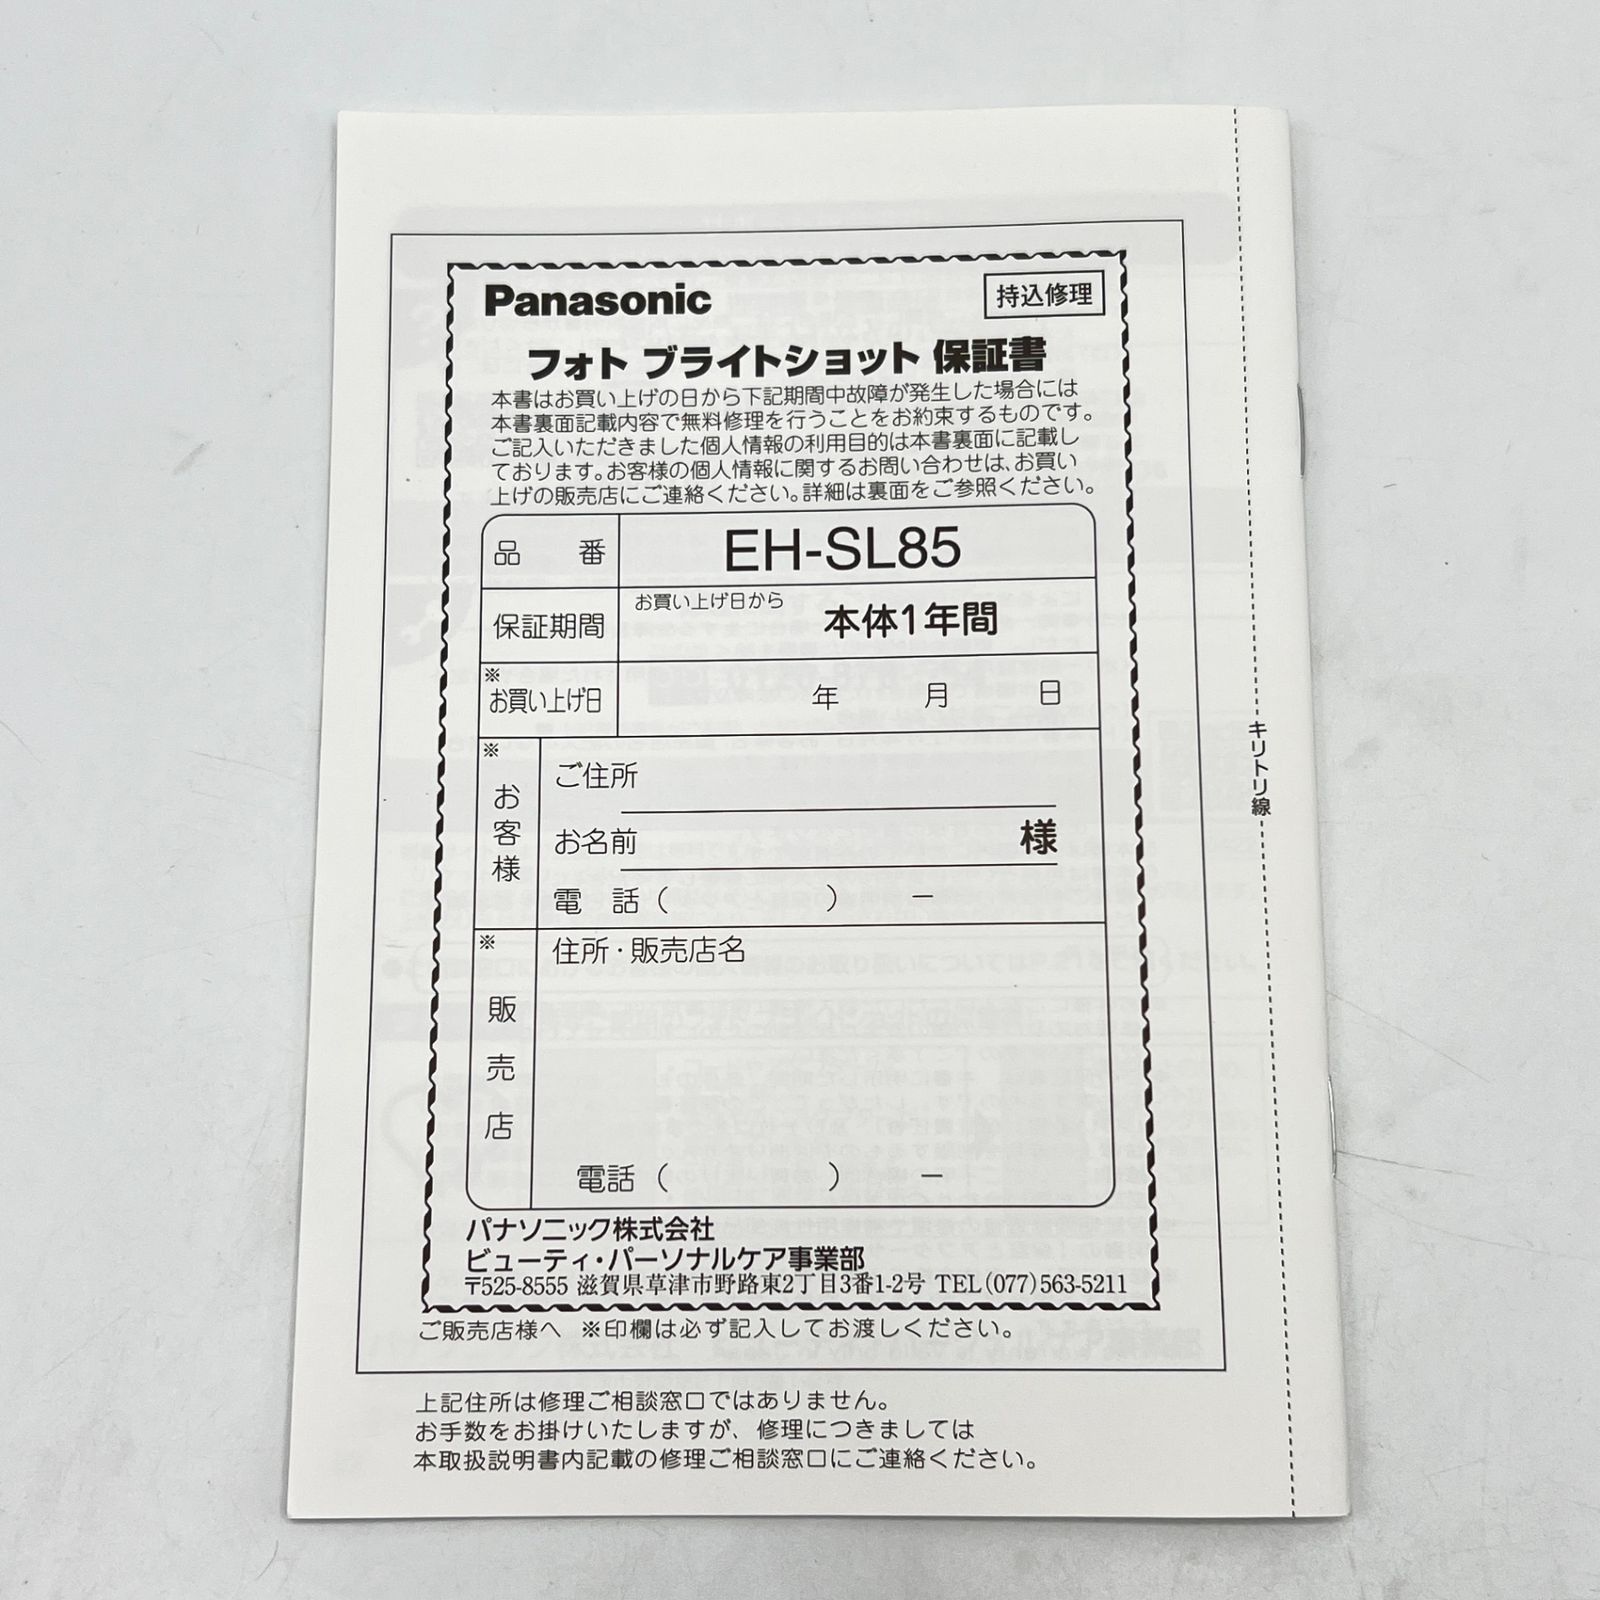 Panasonic
持込修理
フォト ブライトショット 保証書
本書はお買い上げの日から下記期間中故障が発生した場合には
本書裏面記載内容で無料修理を行うことをお約束するものです。
ご記入いただきました個人情報の利用目的は本書裏面に記載し
ております。お客様の個人情報に関するお問い合わせは、お買い
上げの販売店にご連絡ください。詳細は裏面をご参照ください。
品 番
EH-SL85
保証期間
お買い上げ日から
本体1年間
※
お買い上げ日
年 月 日
※
お客様
ご住所
お名前 様
電 話 ( ) ー
※
販売店
住所・販売店名
電話 ( ) ー
パナソニック株式会社
ビューティ・パーソナルケア事業部
〒525-8555 滋賀県草津市野路東2丁目3番1-2号 TEL(077)563-5211
ご販売店様へ ※印欄は必ず記入してお渡しください。
上記住所は修理ご相談窓口ではありません。
お手数をお掛けいたしますが、修理につきましては
本取扱説明書内記載の修理ご相談窓口にご連絡ください。
キリトリ線